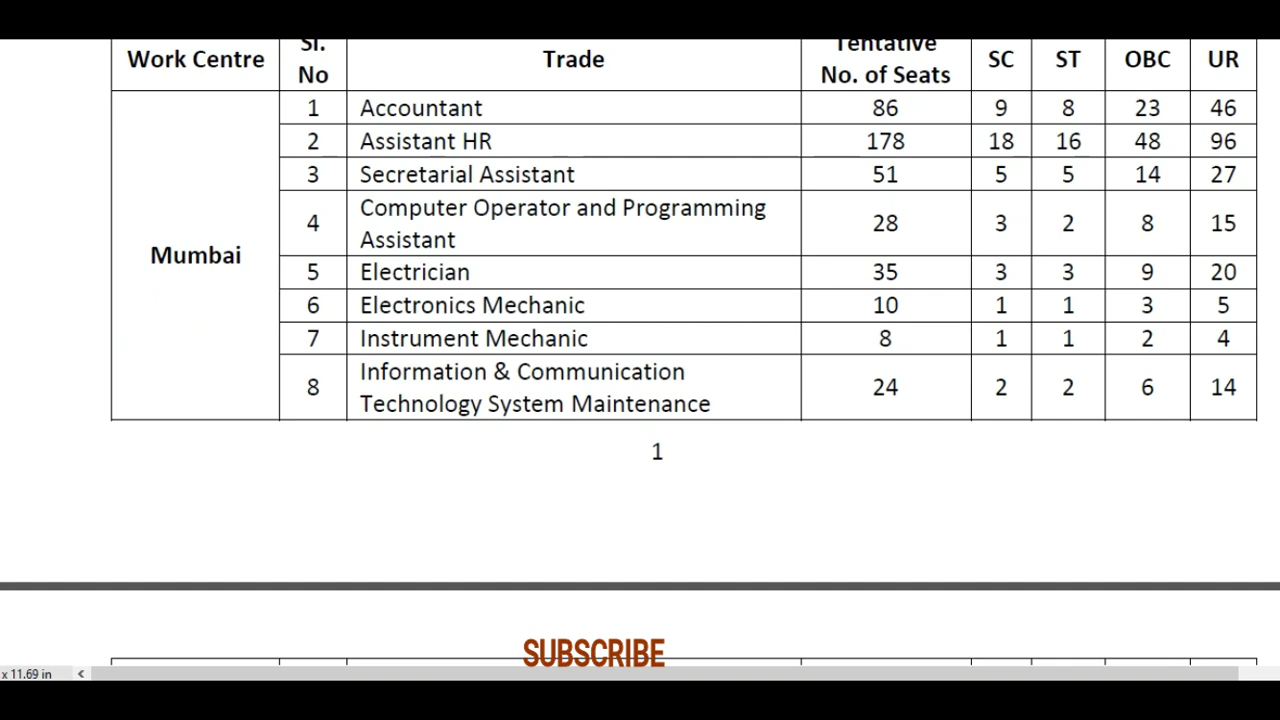 Work Centre Sl. No Trade Tentative No. of Seats SC ST OBC UR
Mumbai
1 Accountant 86 9 8 23 46
2 Assistant HR 178 18 16 48 96
3 Secretarial Assistant 51 5 5 14 27
4 Computer Operator and Programming Assistant 28 3 2 8 15
5 Electrician 35 3 3 9 20
6 Electronics Mechanic 10 1 1 3 5
7 Instrument Mechanic 8 1 1 2 4
8 Information & Communication Technology System Maintenance 24 2 2 6 14
1
SUBSCRIBE
x 11.69 in